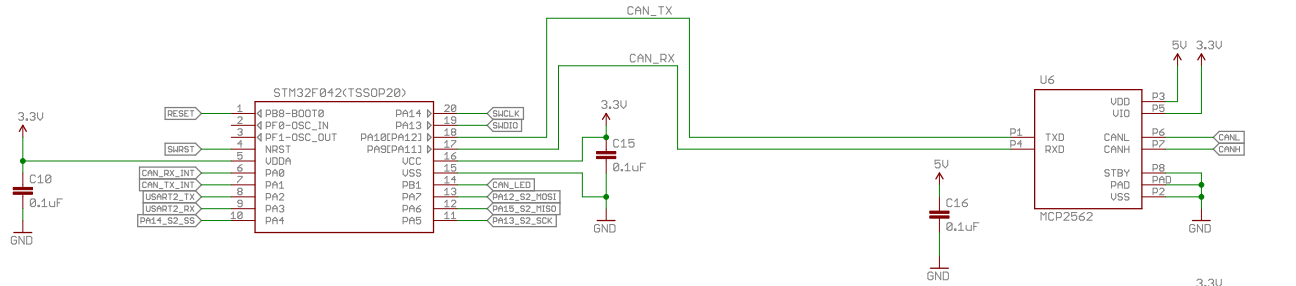 CAN_TX
CAN_RX
3.3V
C10
0.1uF
GND
STM32F042(TSSOP20)
RESET 1 PB8-BOOT0 PA14 20 SWCLK
2 PF0-OSC_IN PA13 19 SWDIO
3 PF1-OSC_OUT PA10[PA12] 18
SWRST 4 NRST PA9[PA11] 17
5 VDDA VCC 16
CAN_RX_INT 6 PA0 VSS 15
CAN_TX_INT 7 PA1 PB1 14 CAN_LED
USART2_TX 8 PA2 PA7 13 PA12_S2_MOSI
USART2_RX 9 PA3 PA6 12 PA15_S2_MISO
PA14_S2_SS 10 PA4 PA5 11 PA13_S2_SCK
3.3V
C15
0.1uF
GND
5V
C16
0.1uF
GND
5V 3.3V
U6
VDD P3
VIO P5
P1 TXD CANL P6 CANL
P4 RXD CANH P7 CANH
STBY P8
PAD PAD
VSS P2
MCP2562
GND
3.3V